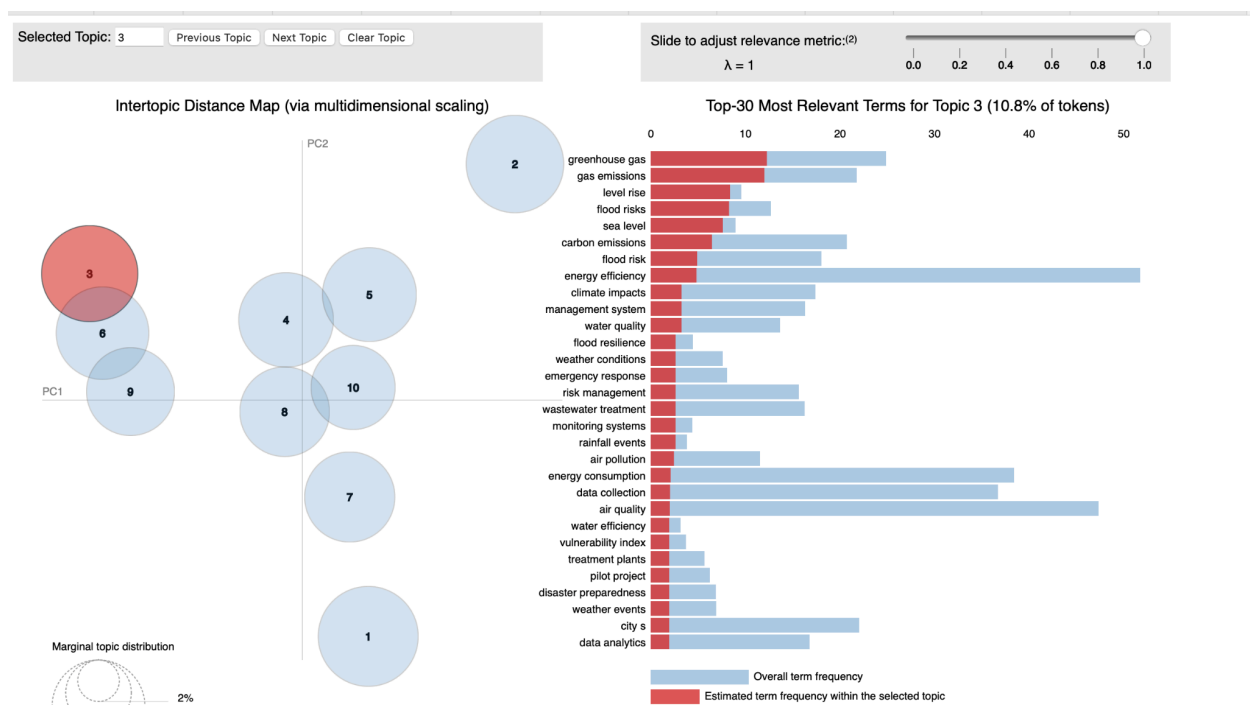 Selected Topic: 3 Previous Topic Next Topic Clear Topic
Slide to adjust relevance metric:(2)
λ = 1
0.0 0.2 0.4 0.6 0.8 1.0
Intertopic Distance Map (via multidimensional scaling)
PC2
PC1
2
3
5
4
6
10
9
8
7
1
Marginal topic distribution
2%
Top-30 Most Relevant Terms for Topic 3 (10.8% of tokens)
0 10 20 30 40 50
greenhouse gas
gas emissions
level rise
flood risks
sea level
carbon emissions
flood risk
energy efficiency
climate impacts
management system
water quality
flood resilience
weather conditions
emergency response
risk management
wastewater treatment
monitoring systems
rainfall events
air pollution
energy consumption
data collection
air quality
water efficiency
vulnerability index
treatment plants
pilot project
disaster preparedness
weather events
city s
data analytics
Overall term frequency
Estimated term frequency within the selected topic